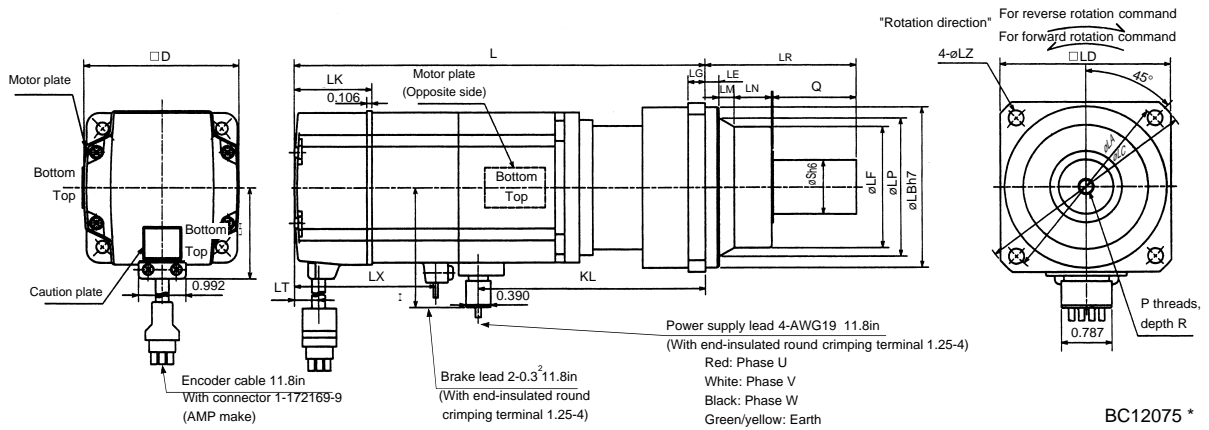 "Rotation direction"
For reverse rotation command
For forward rotation command
□D
L
LR
4-øLZ
□LD
Motor plate
LK
Motor plate
(Opposite side)
LG
LE
LM
LN
Q
45°
0.106
Bottom
Top
Bottom
Top
Bottom
Top
øSh6
øLF
øLP
øLBh7
øLA
øLC
Caution plate
0.992
LT
LX
KL
0.390
P threads,
depth R
0.787
Power supply lead 4-AWG19 11.8in
(With end-insulated round crimping terminal 1.25-4)
Red: Phase U
White: Phase V
Black: Phase W
Green/yellow: Earth
Encoder cable 11.8in
With connector 1-172169-9
(AMP make)
Brake lead 2-0.3² 11.8in
(With end-insulated round
crimping terminal 1.25-4)
BC12075 *